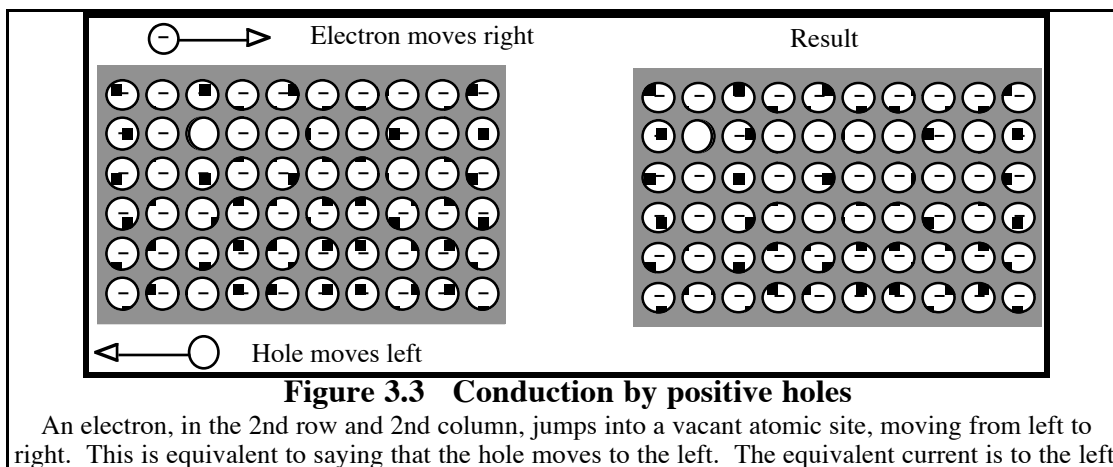 Electron moves right
Result
Hole moves left
Figure 3.3 Conduction by positive holes
An electron, in the 2nd row and 2nd column, jumps into a vacant atomic site, moving from left to
right. This is equivalent to saying that the hole moves to the left. The equivalent current is to the left